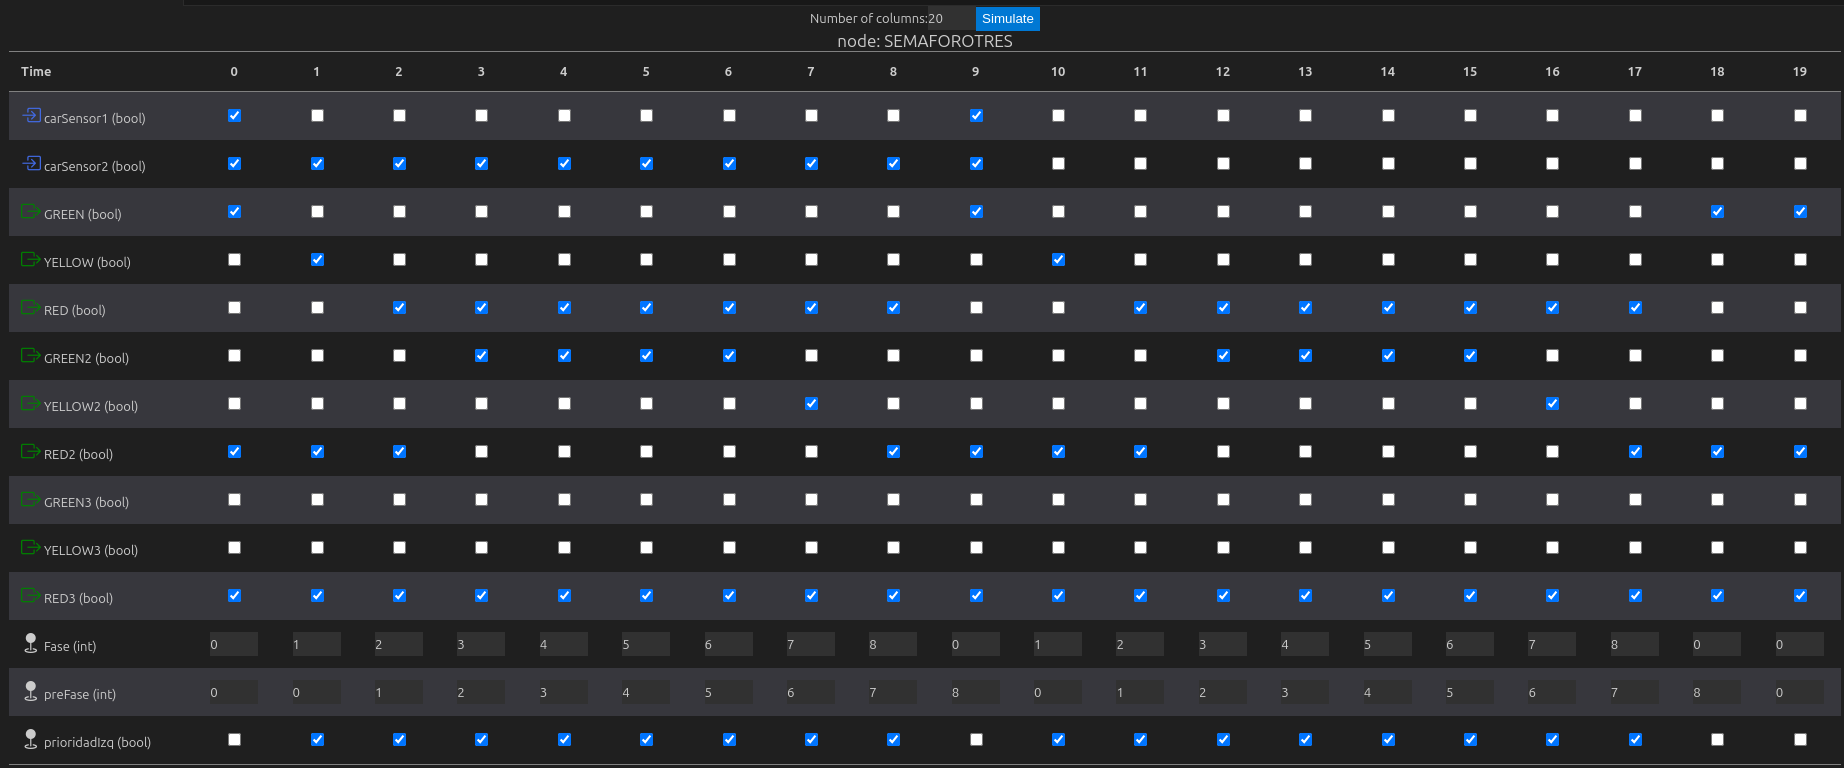 Number of columns:20 Simulate
node: SEMAFOROTRES
Time 0 1 2 3 4 5 6 7 8 9 10 11 12 13 14 15 16 17 18 19
carSensor1 (bool)
carSensor2 (bool)
GREEN (bool)
YELLOW (bool)
RED (bool)
GREEN2 (bool)
YELLOW2 (bool)
RED2 (bool)
GREEN3 (bool)
YELLOW3 (bool)
RED3 (bool)
Fase (int) 0 1 2 3 4 5 6 7 8 0 1 2 3 4 5 6 7 8 0 0
preFase (int) 0 0 1 2 3 4 5 6 7 8 0 1 2 3 4 5 6 7 8 0
prioridadIzq (bool)